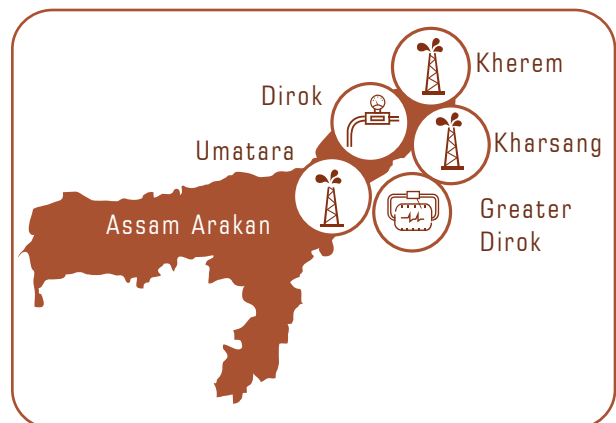 Kherem
Dirok
Kharsang
Umatara
Assam Arakan
Greater
Dirok